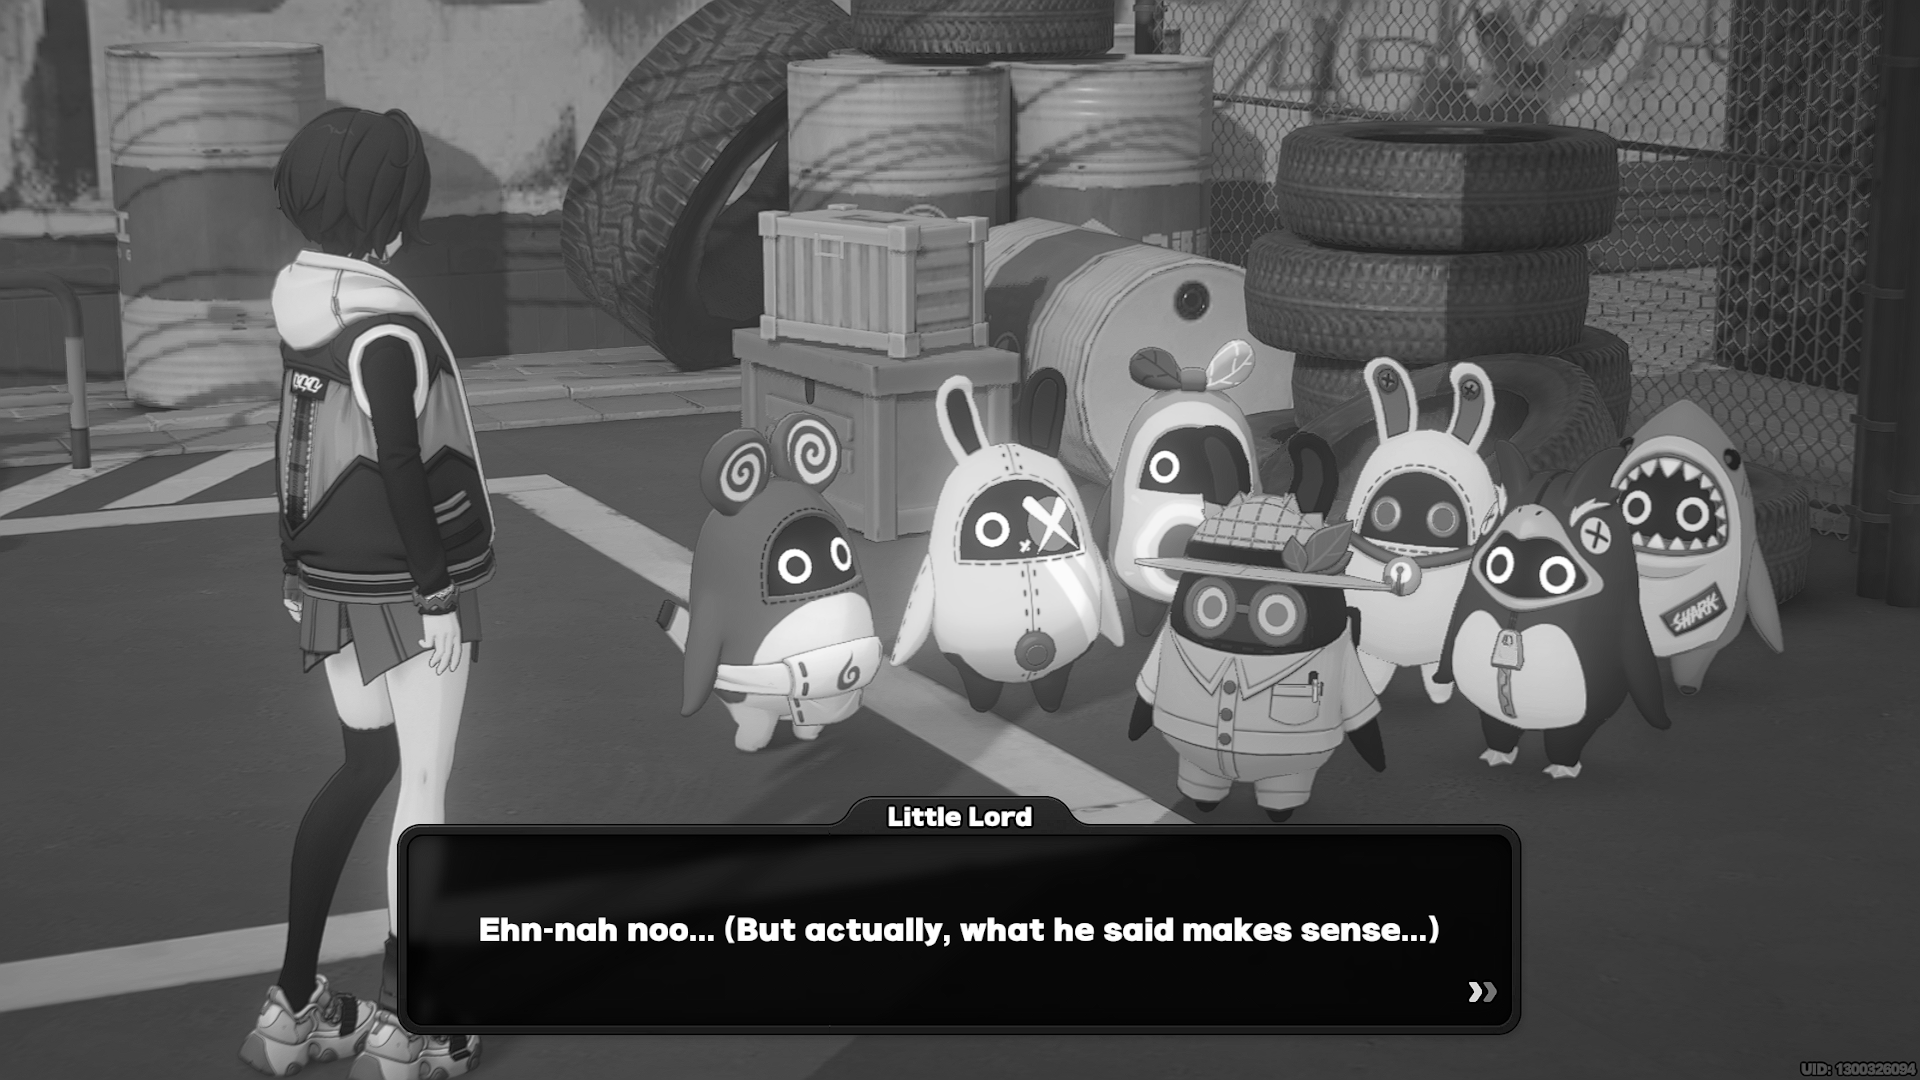 SHARK
Little Lord
Ehn-nah noo... (But actually, what he said makes sense...)
UID: 1300326094